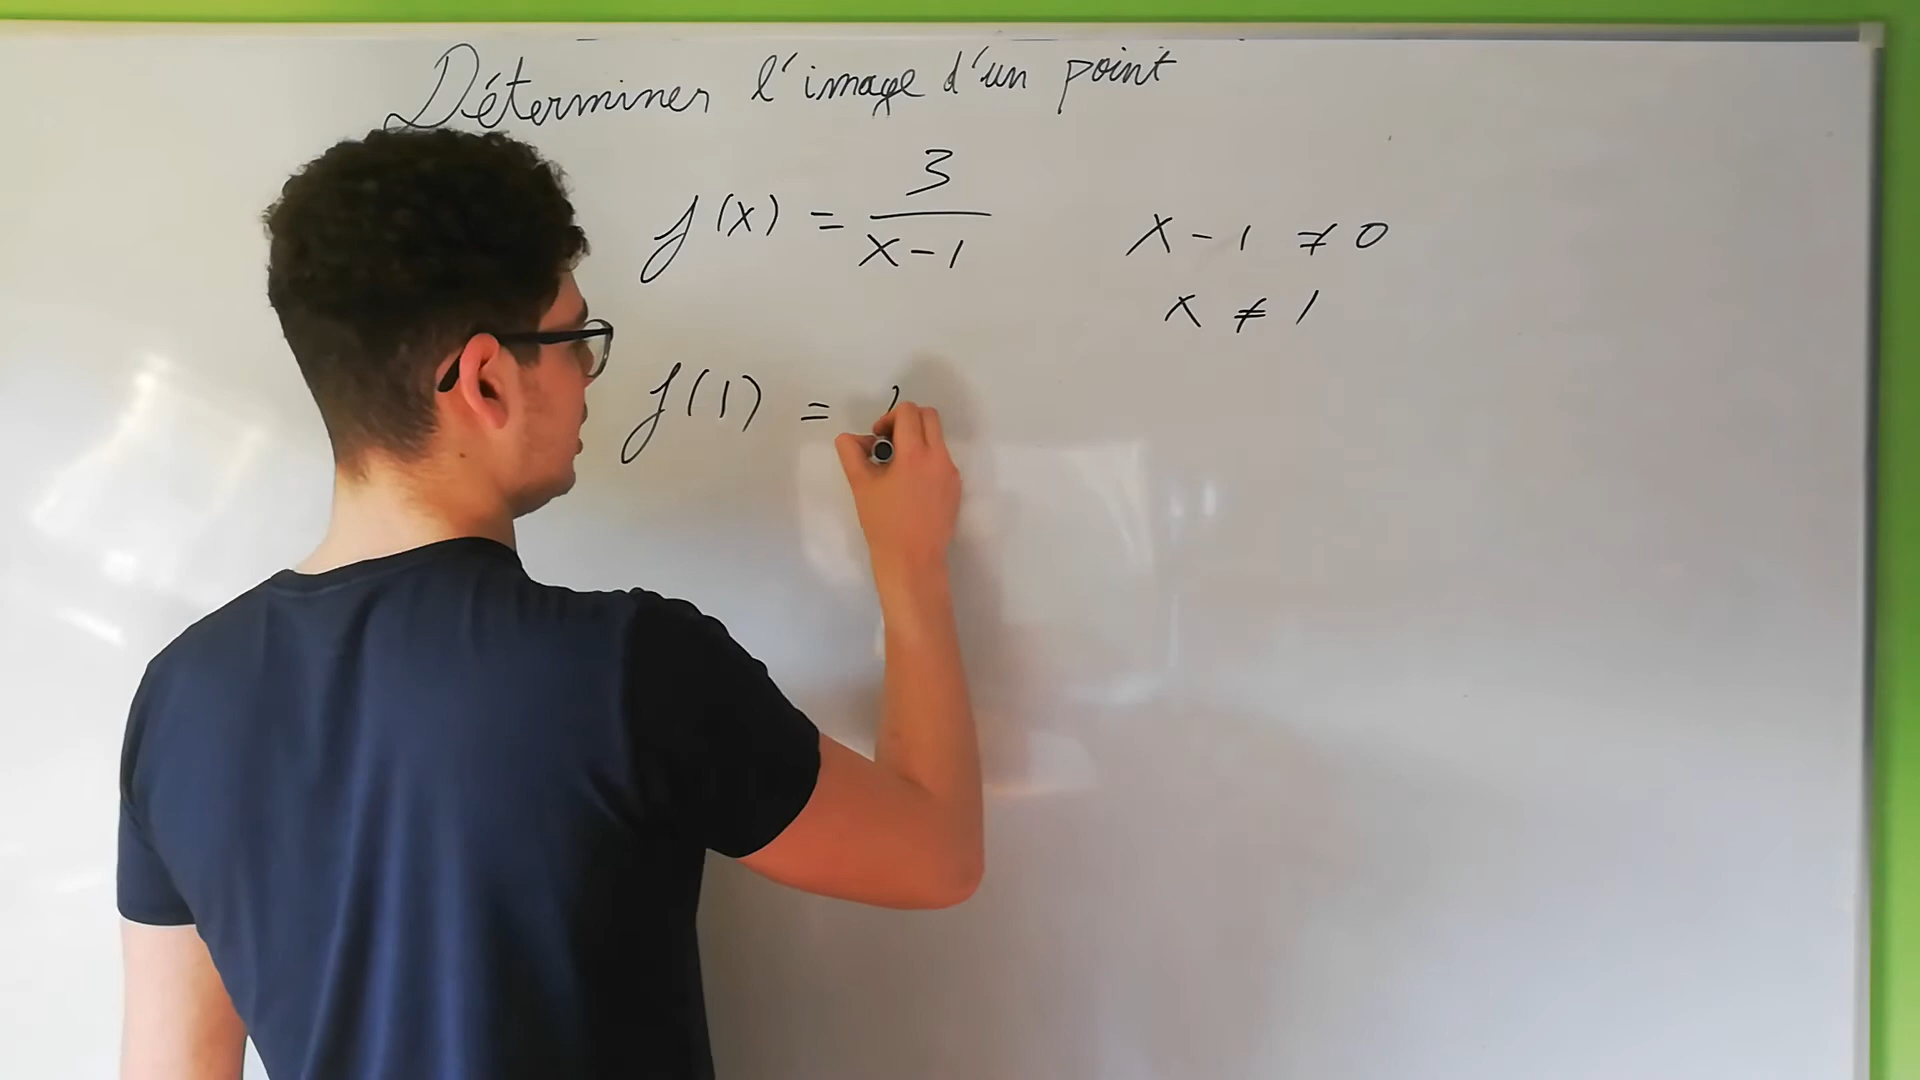 Déterminer l'image d'un point
f(x) = 3/(x-1)
x-1 ≠ 0
x ≠ 1
f(1) =